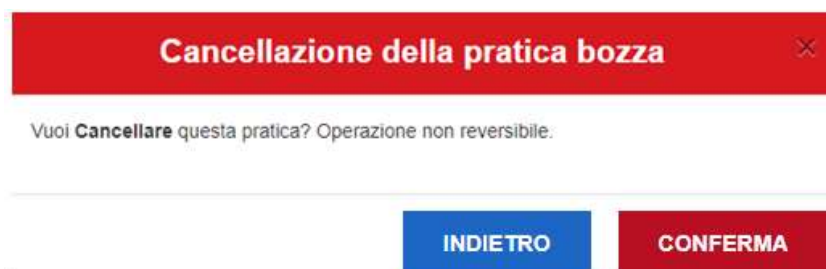 Cancellazione della pratica bozza ×
Vuoi Cancellare questa pratica? Operazione non reversibile.
INDIETRO CONFERMA